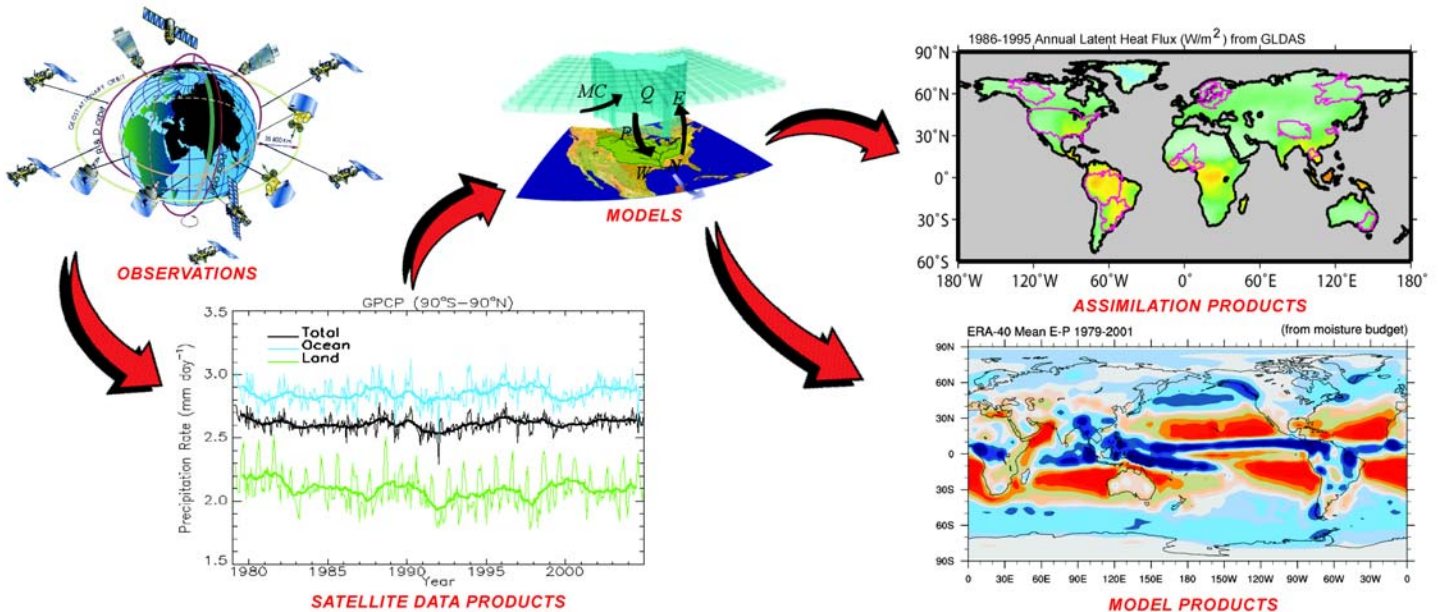 GEOSTATIONARY ORBIT
OBSERVATIONS
MC
Q
E
P
W
N
MODELS
1986-1995 Annual Latent Heat Flux (W/m²) from GLDAS
90°N
60°N
30°N
0°
30°S
60°S
180°W 120°W 60°W 0° 60°E 120°E 180°
ASSIMILATION PRODUCTS
GPCP (90°S-90°N)
Total
Ocean
Land
Precipitation Rate (mm day⁻¹)
3.5
3.0
2.5
2.0
1.5
1980 1985 1990 1995 2000
Year
SATELLITE DATA PRODUCTS
ERA-40 Mean E-P 1979-2001 (from moisture budget)
90N
60N
30N
0
30S
60S
90S
0 30E 60E 90E 120E 150E 180 150W 120W 90W 60W 30W 0
MODEL PRODUCTS